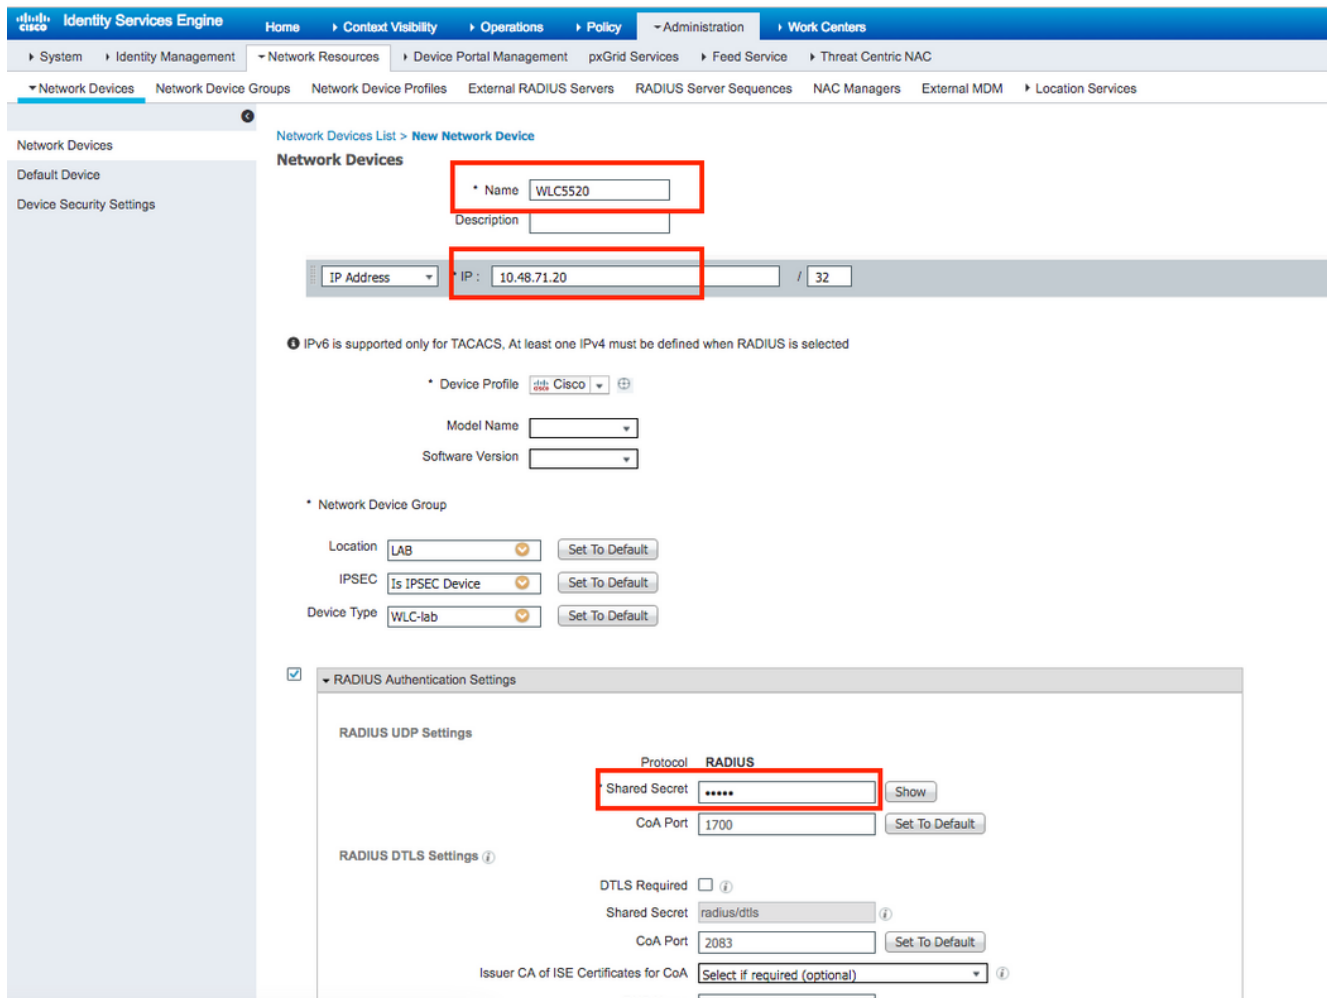 cisco Identity Services Engine Home Context Visibility Operations Policy Administration Work Centers
System Identity Management Network Resources Device Portal Management pxGrid Services Feed Service Threat Centric NAC
Network Devices Network Device Groups Network Device Profiles External RADIUS Servers RADIUS Server Sequences NAC Managers External MDM Location Services
Network Devices
Default Device
Device Security Settings
Network Devices List > New Network Device
Network Devices
* Name WLC5520
Description
IP Address * IP : 10.48.71.20 / 32
IPv6 is supported only for TACACS, At least one IPv4 must be defined when RADIUS is selected
* Device Profile cisco Cisco
Model Name
Software Version
* Network Device Group
Location LAB Set To Default
IPSEC Is IPSEC Device Set To Default
Device Type WLC-lab Set To Default
RADIUS Authentication Settings
RADIUS UDP Settings
Protocol RADIUS
* Shared Secret ••••• Show
CoA Port 1700 Set To Default
RADIUS DTLS Settings
DTLS Required
Shared Secret radius/dtls
CoA Port 2083 Set To Default
Issuer CA of ISE Certificates for CoA Select if required (optional)